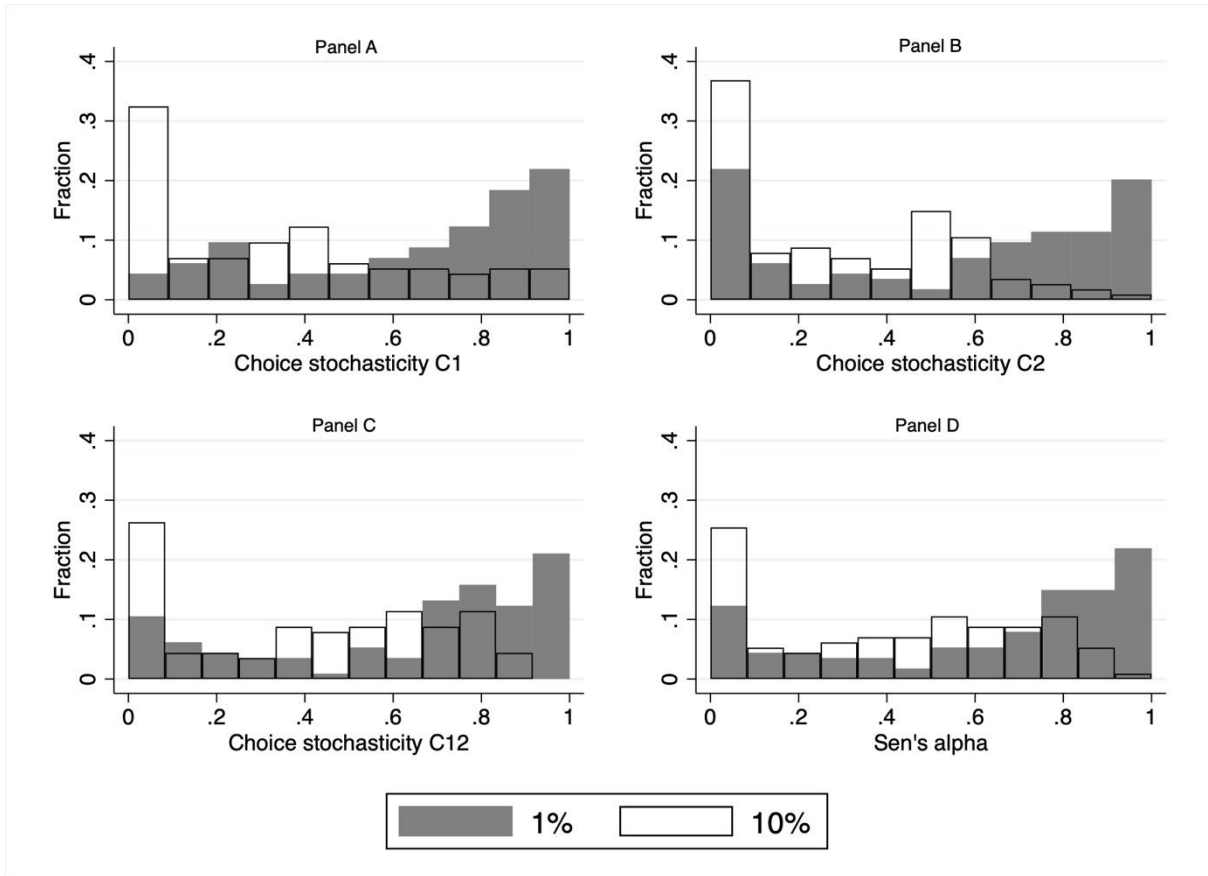 Panel A
.4
.3
.2
.1
0
Fraction
0 .2 .4 .6 .8 1
Choice stochasticity C1
Panel B
.4
.3
.2
.1
0
Fraction
0 .2 .4 .6 .8 1
Choice stochasticity C2
Panel C
.4
.3
.2
.1
0
Fraction
0 .2 .4 .6 .8 1
Choice stochasticity C12
Panel D
.4
.3
.2
.1
0
Fraction
0 .2 .4 .6 .8 1
Sen's alpha
1% 10%